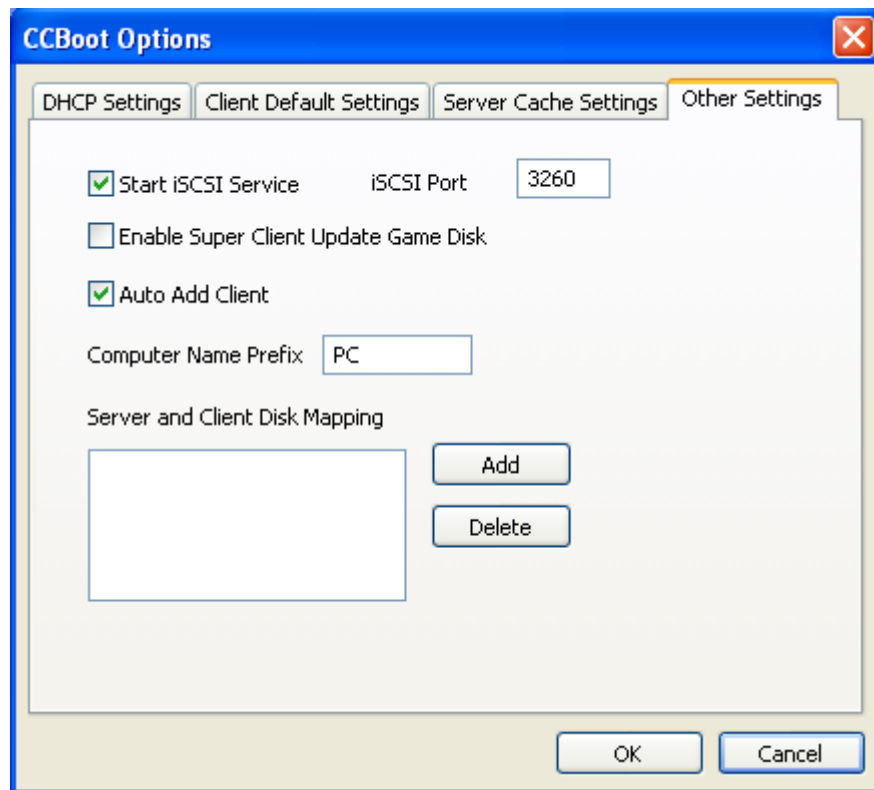 CCBoot Options
DHCP Settings Client Default Settings Server Cache Settings Other Settings
Start iSCSI Service iSCSI Port 3260
Enable Super Client Update Game Disk
Auto Add Client
Computer Name Prefix PC
Server and Client Disk Mapping
Add
Delete
OK Cancel